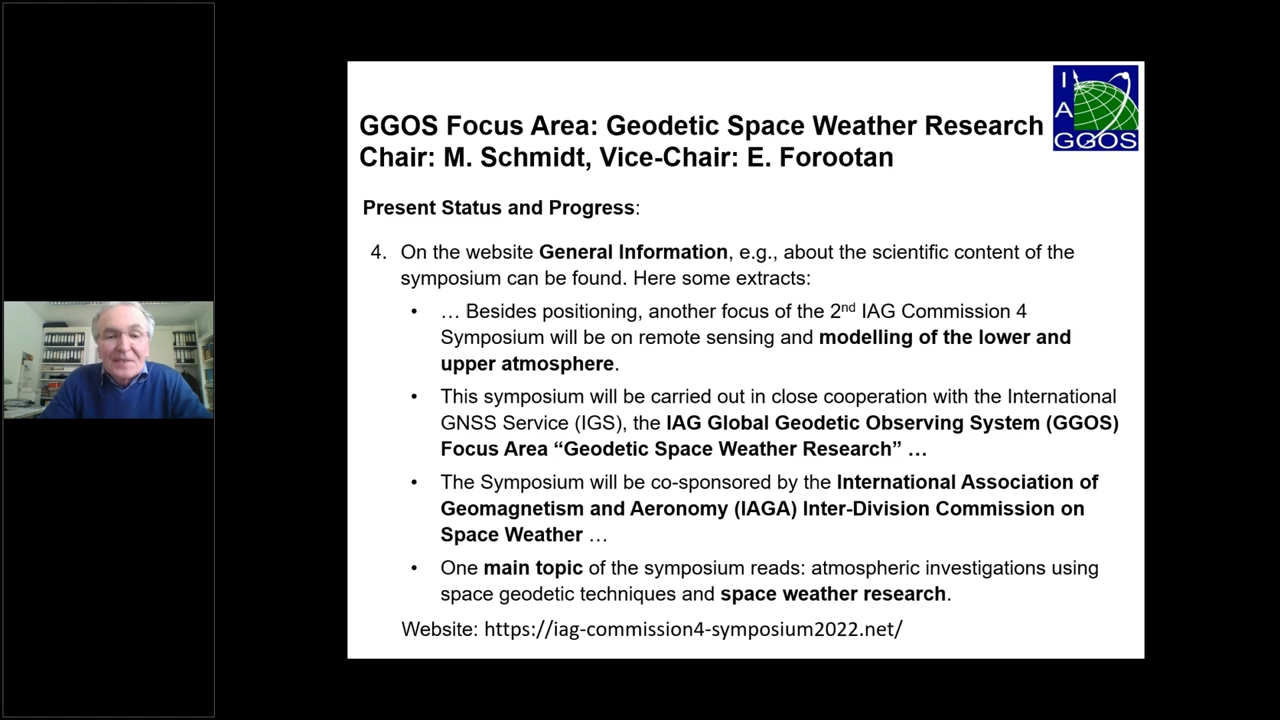 GGOS Focus Area: Geodetic Space Weather Research
Chair: M. Schmidt, Vice-Chair: E. Forootan
I
A
GGOS
Present Status and Progress:
4. On the website General Information, e.g., about the scientific content of the
symposium can be found. Here some extracts:
• … Besides positioning, another focus of the 2nd IAG Commission 4
Symposium will be on remote sensing and modelling of the lower and
upper atmosphere.
• This symposium will be carried out in close cooperation with the International
GNSS Service (IGS), the IAG Global Geodetic Observing System (GGOS)
Focus Area “Geodetic Space Weather Research” …
• The Symposium will be co-sponsored by the International Association of
Geomagnetism and Aeronomy (IAGA) Inter-Division Commission on
Space Weather …
• One main topic of the symposium reads: atmospheric investigations using
space geodetic techniques and space weather research.
Website: https://iag-commission4-symposium2022.net/